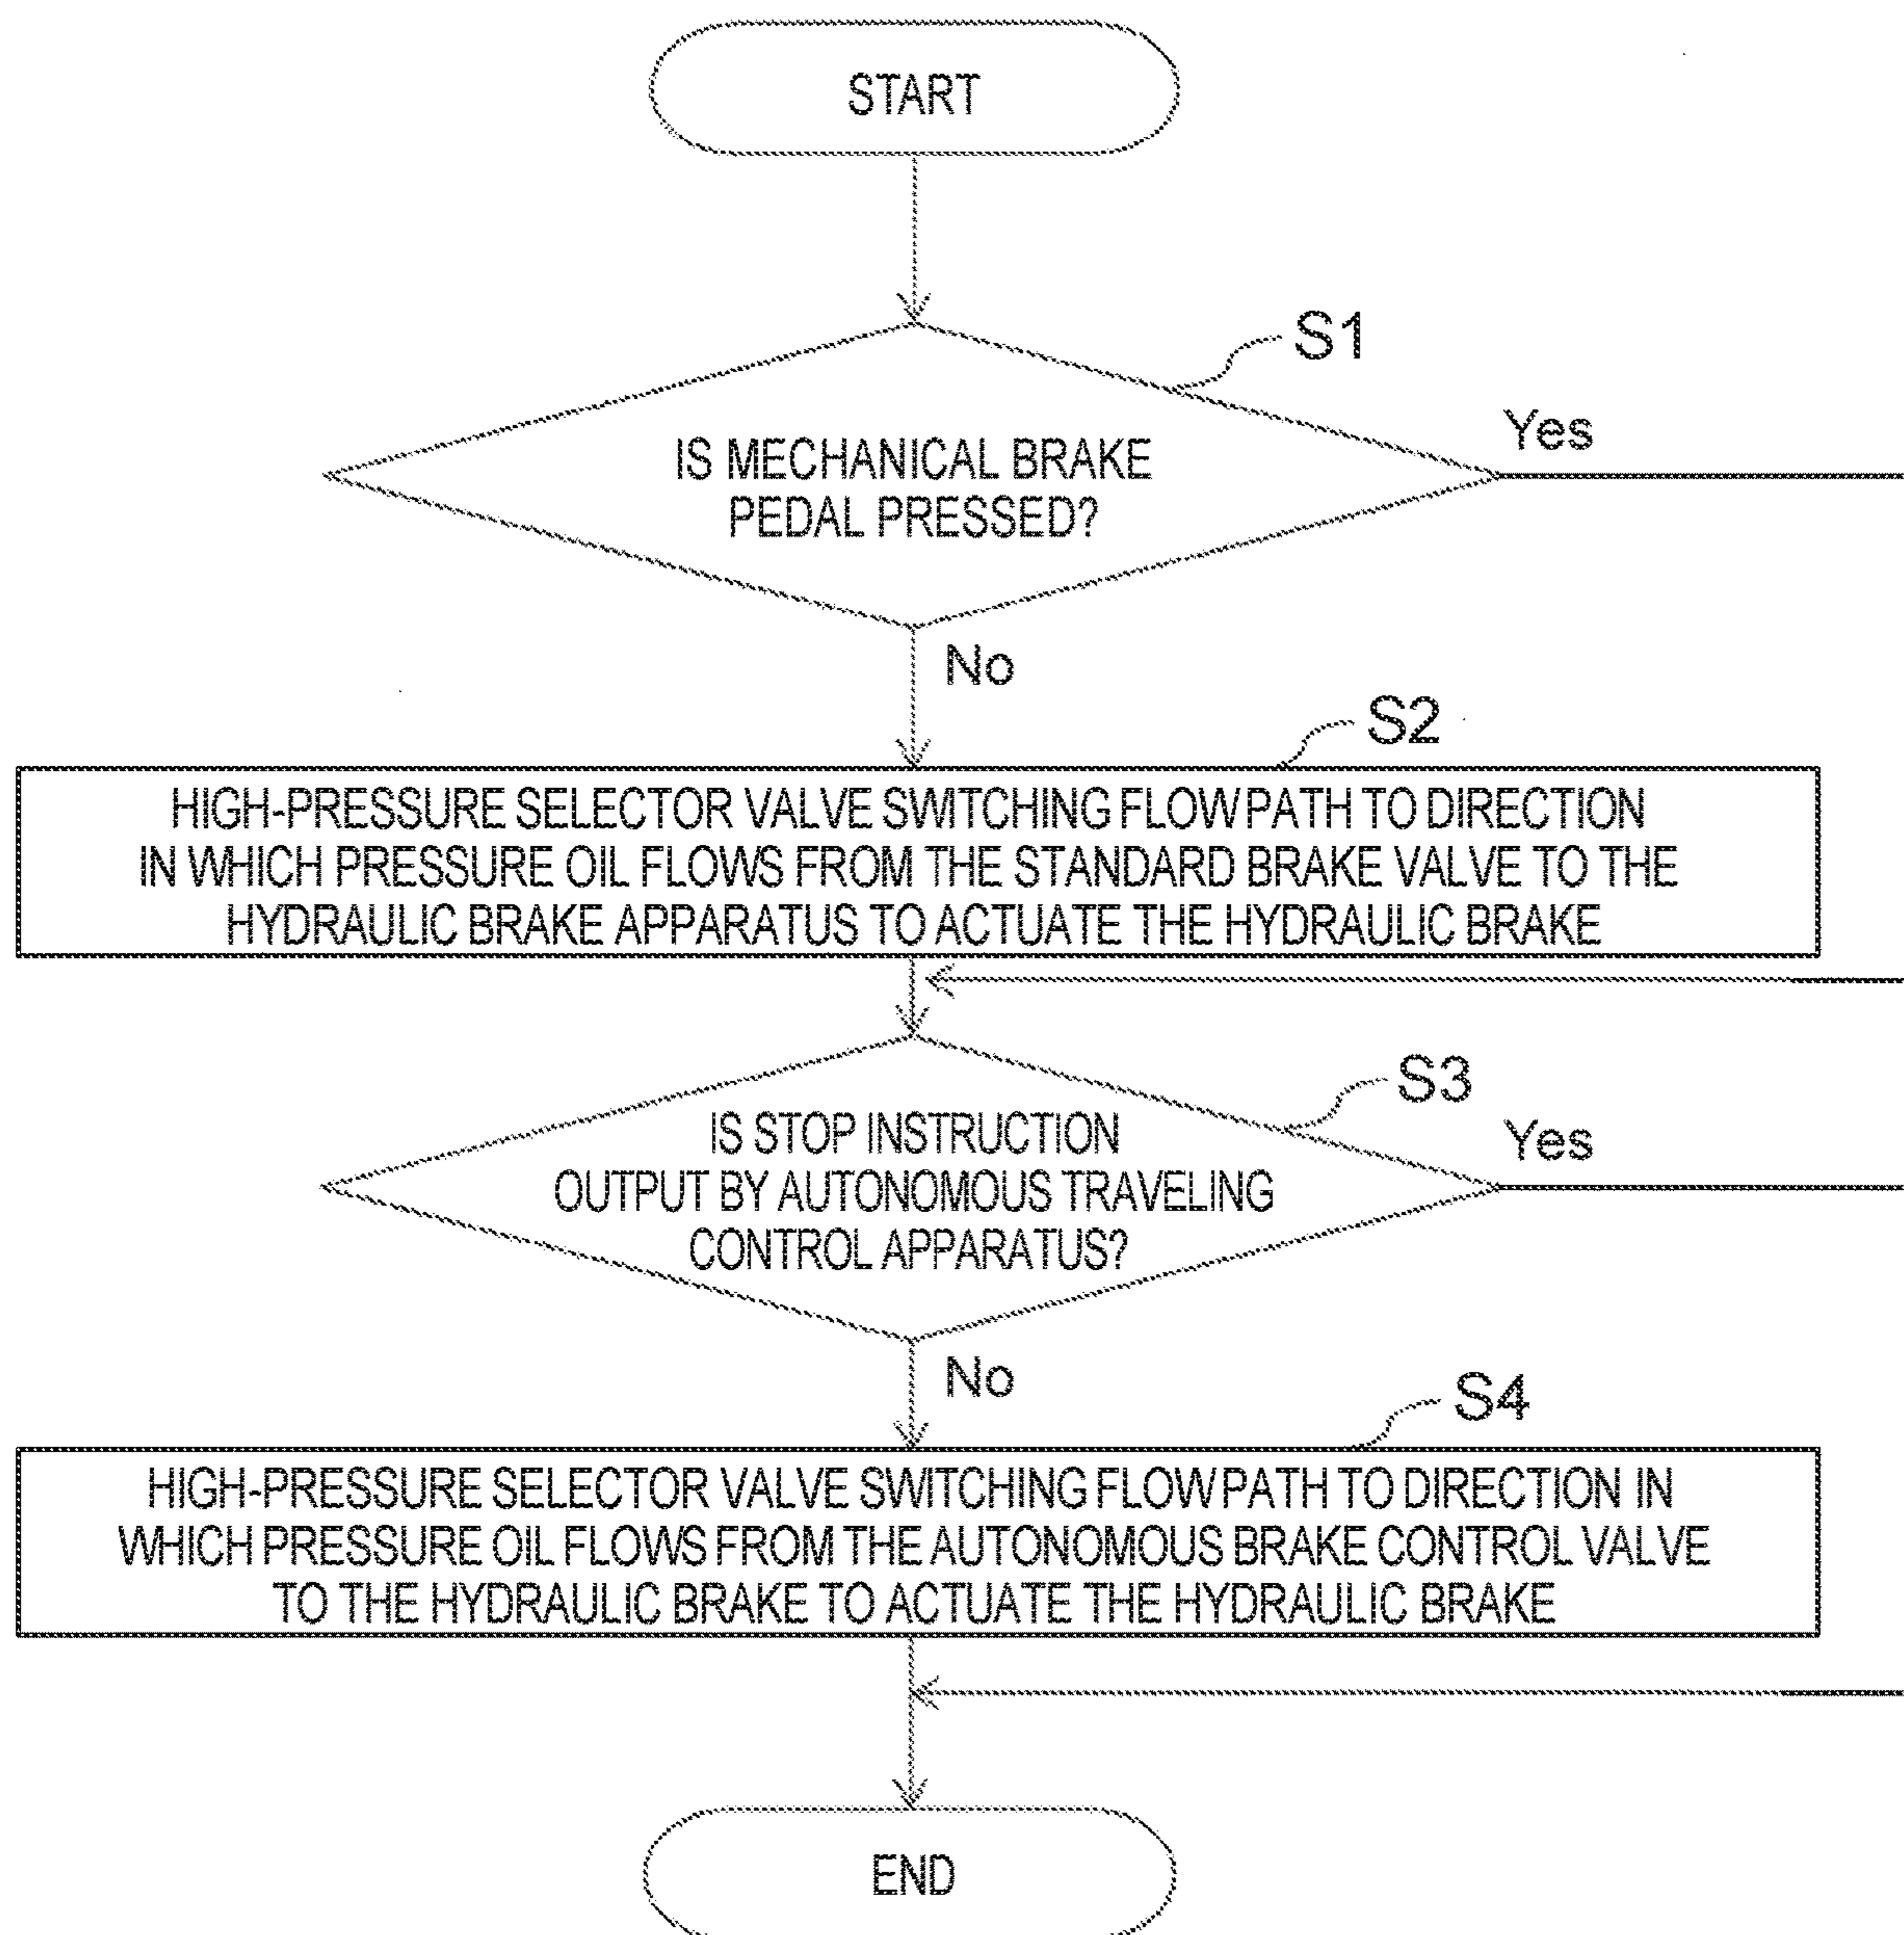 START
S1
Yes
IS MECHANICAL BRAKE
PEDAL PRESSED?
No
S2
HIGH-PRESSURE SELECTOR VALVE SWITCHING FLOW PATH TO DIRECTION
IN WHICH PRESSURE OIL FLOWS FROM THE STANDARD BRAKE VALVE TO THE
HYDRAULIC BRAKE APPARATUS TO ACTUATE THE HYDRAULIC BRAKE
S3
Yes
IS STOP INSTRUCTION
OUTPUT BY AUTONOMOUS TRAVELING
CONTROL APPARATUS?
No
S4
HIGH-PRESSURE SELECTOR VALVE SWITCHING FLOW PATH TO DIRECTION IN
WHICH PRESSURE OIL FLOWS FROM THE AUTONOMOUS BRAKE CONTROL VALVE
TO THE HYDRAULIC BRAKE TO ACTUATE THE HYDRAULIC BRAKE
END